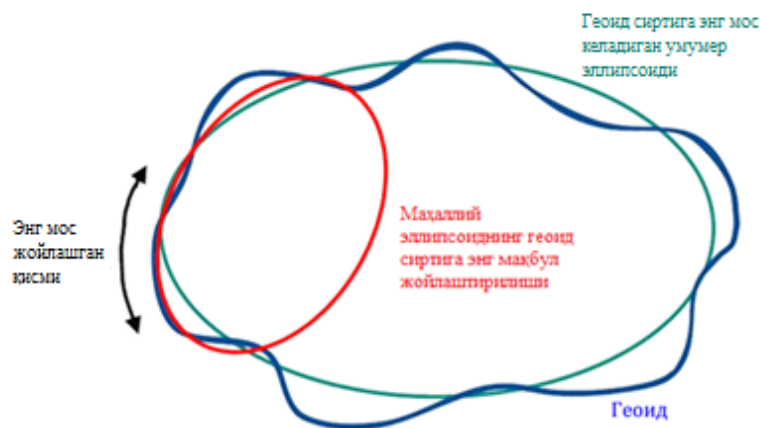 Геоид сиртига энг мос
келадиган умумер
эллипсоиди
Энг мос
жойлашган
қисми
Маҳаллий
эллипсоиднинг геоид
сиртига энг мақбул
жойлаштирилиши
Геоид